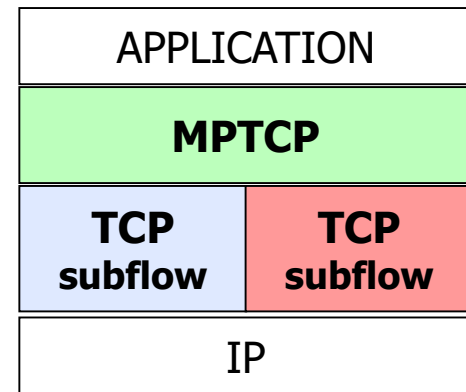 APPLICATION
MPTCP
TCP
subflow
TCP
subflow
IP